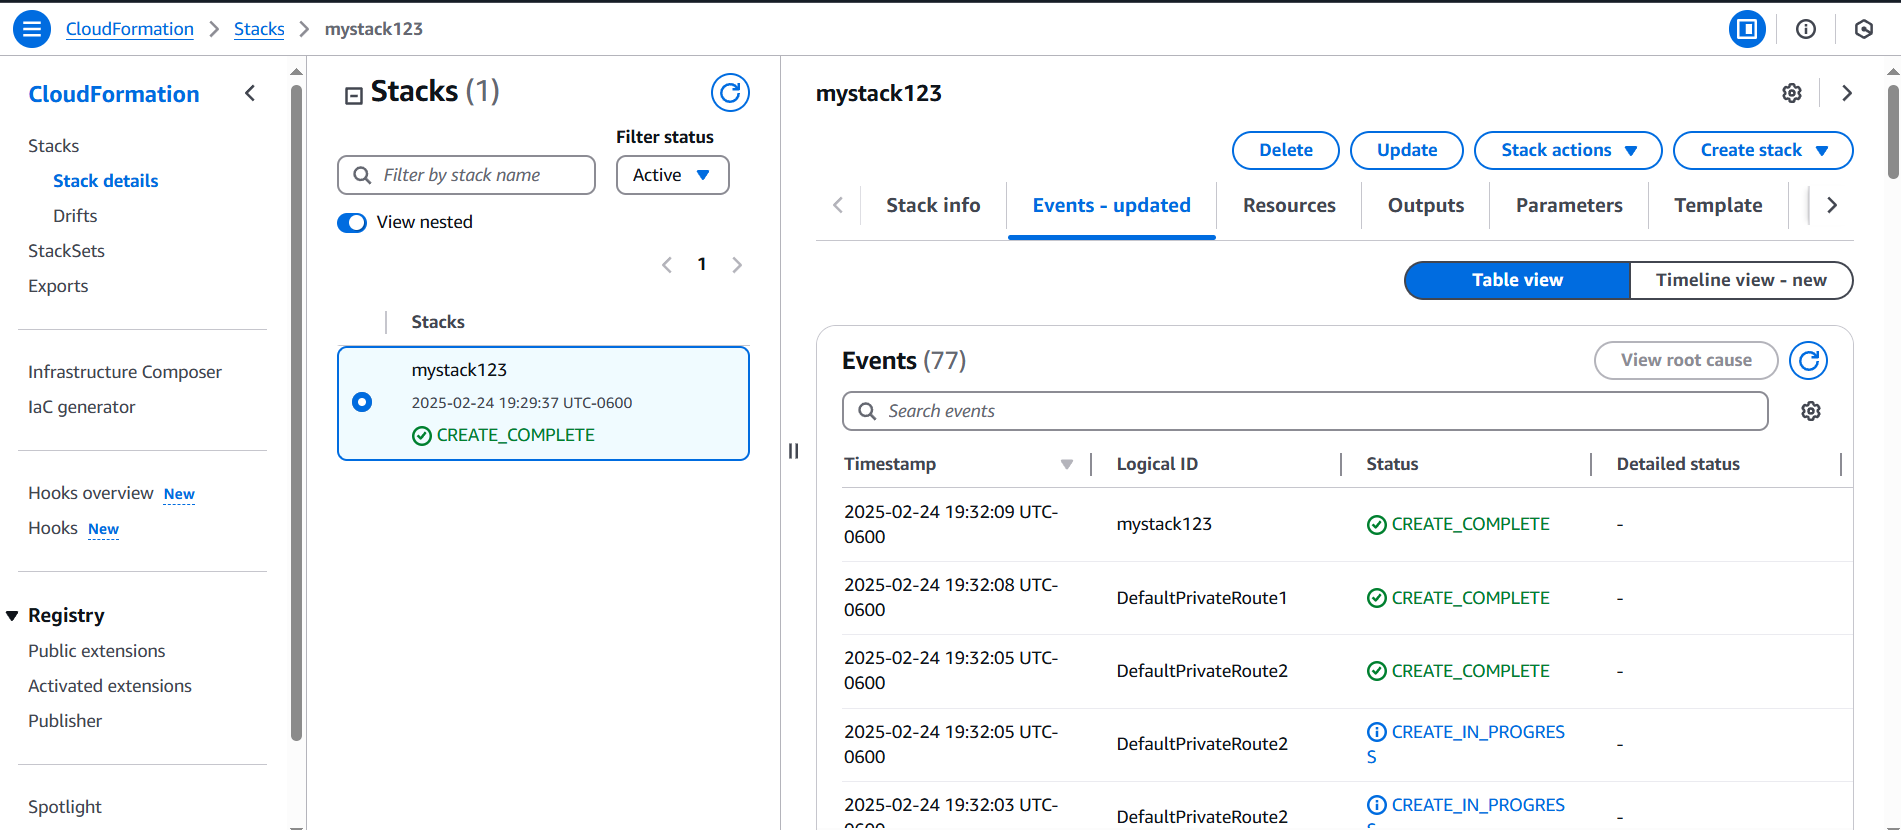 CloudFormation > Stacks > mystack123
CloudFormation
Stacks
Stack details
Drifts
StackSets
Exports
Infrastructure Composer
IaC generator
Hooks overview New
Hooks New
Registry
Public extensions
Activated extensions
Publisher
Spotlight
Stacks (1)
Filter status
Filter by stack name
Active
View nested
1
Stacks
mystack123
2025-02-24 19:29:37 UTC-0600
CREATE_COMPLETE
mystack123
Delete Update Stack actions Create stack
Stack info Events - updated Resources Outputs Parameters Template
Table view Timeline view - new
Events (77)
View root cause
Search events
Timestamp Logical ID Status Detailed status
2025-02-24 19:32:09 UTC-
0600
mystack123
CREATE_COMPLETE
-
2025-02-24 19:32:08 UTC-
0600
DefaultPrivateRoute1
CREATE_COMPLETE
-
2025-02-24 19:32:05 UTC-
0600
DefaultPrivateRoute2
CREATE_COMPLETE
-
2025-02-24 19:32:05 UTC-
0600
DefaultPrivateRoute2
CREATE_IN_PROGRES
S
-
2025-02-24 19:32:03 UTC-
0600
DefaultPrivateRoute2
CREATE_IN_PROGRES
S
-